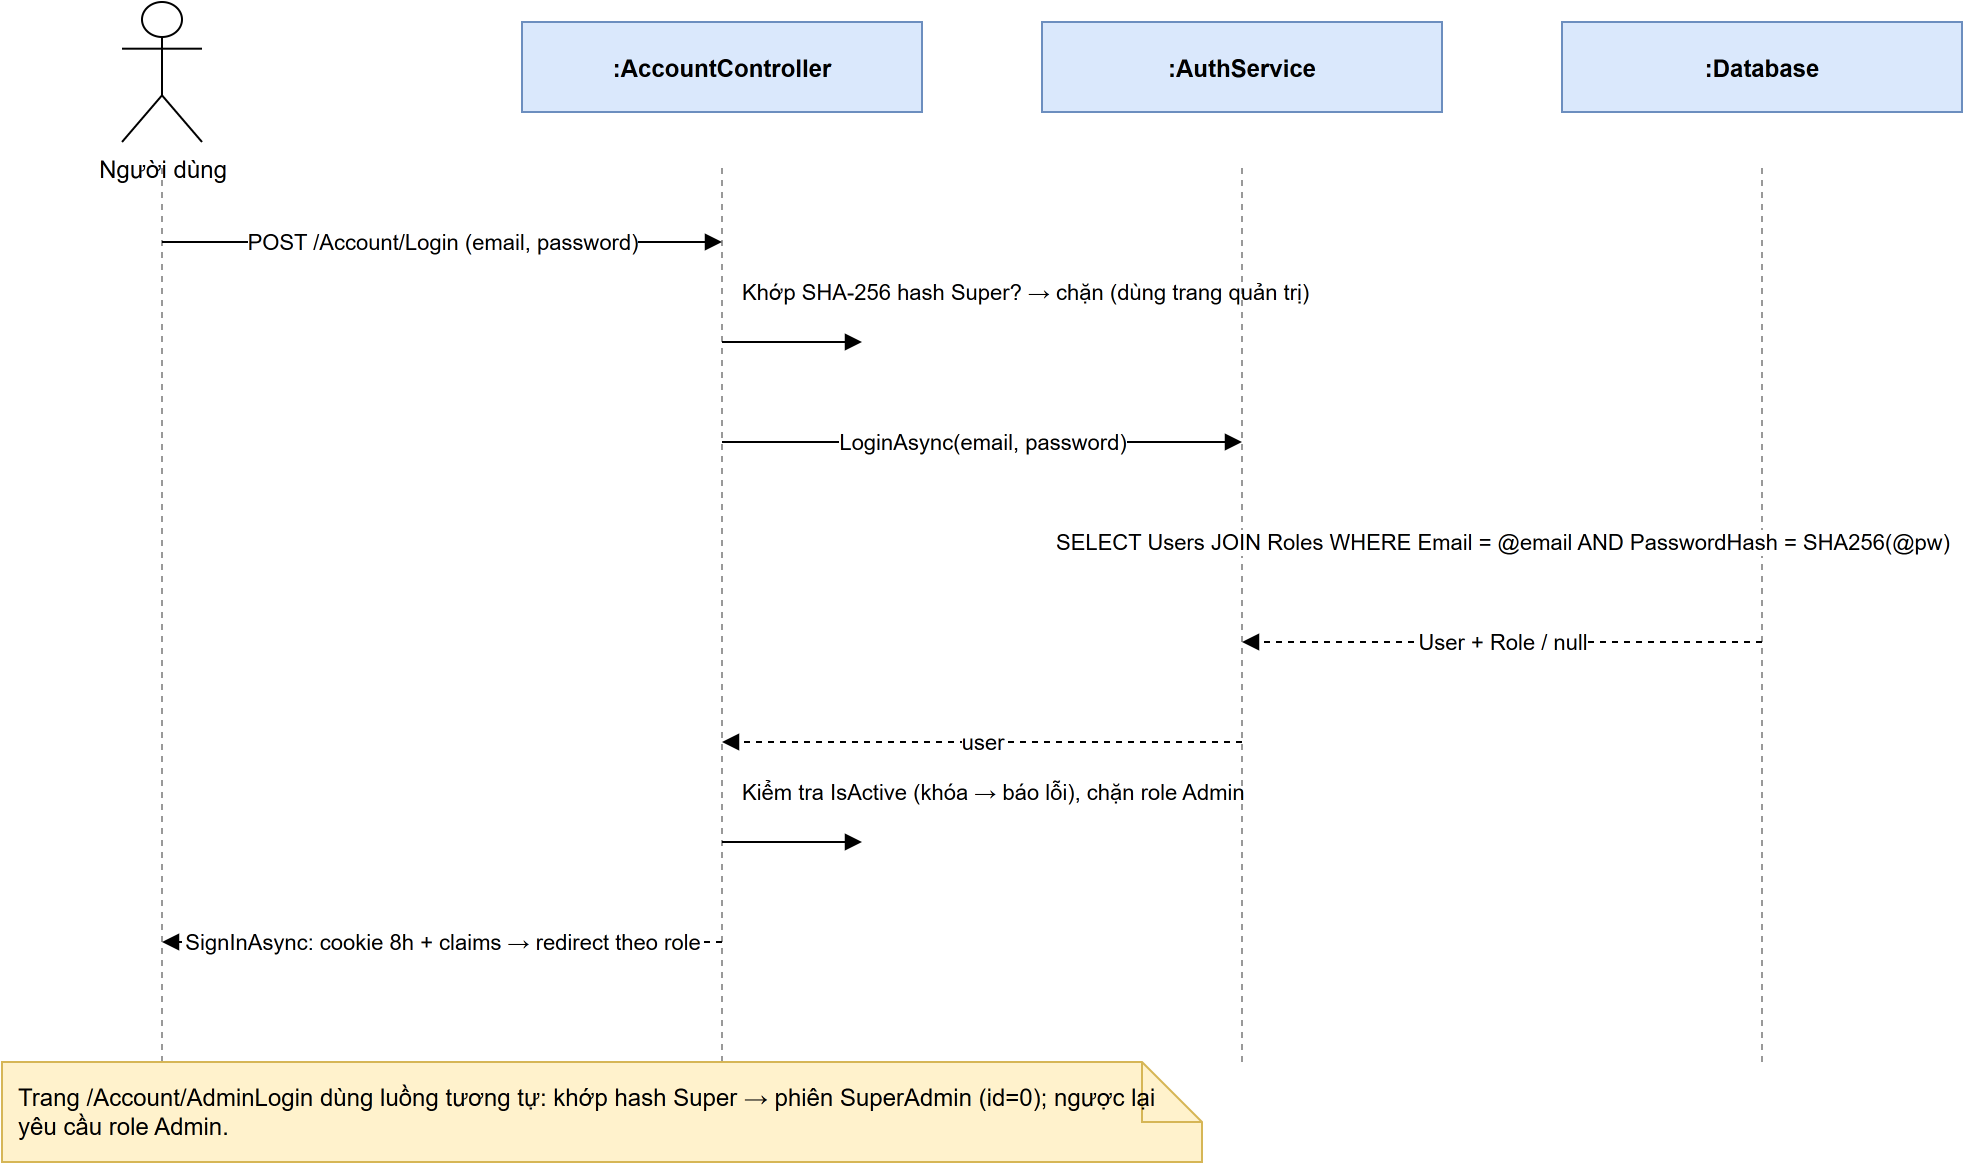 :AccountController
:AuthService
:Database
Người dùng
POST /Account/Login (email, password)
Khớp SHA-256 hash Super? → chặn (dùng trang quản trị)
LoginAsync(email, password)
SELECT Users JOIN Roles WHERE Email = @email AND PasswordHash = SHA256(@pw)
User + Role / null
user
Kiểm tra IsActive (khóa → báo lỗi), chặn role Admin
SignInAsync: cookie 8h + claims → redirect theo role
Trang /Account/AdminLogin dùng luồng tương tự: khớp hash Super → phiên SuperAdmin (id=0); ngược lại
yêu cầu role Admin.